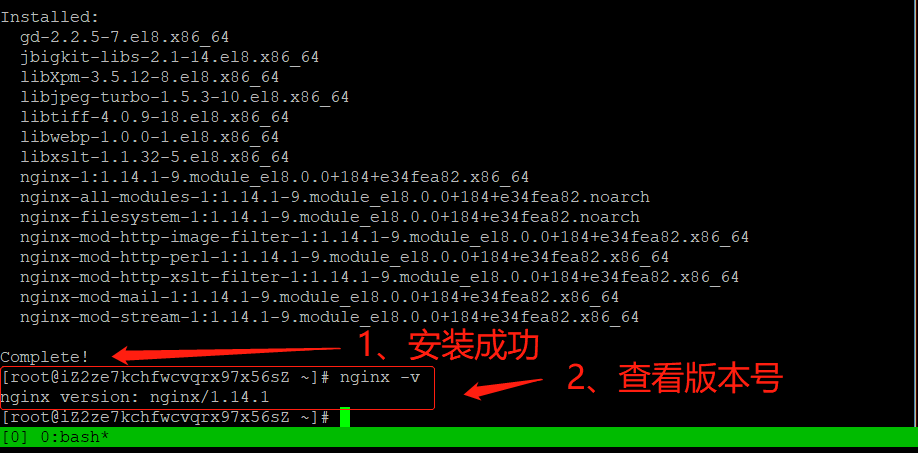 Installed:
gd-2.2.5-7.el8.x86_64
jbigkit-libs-2.1-14.el8.x86_64
libXpm-3.5.12-8.el8.x86_64
libjpeg-turbo-1.5.3-10.el8.x86_64
libtiff-4.0.9-18.el8.x86_64
libwebp-1.0.0-1.el8.x86_64
libxslt-1.1.32-5.el8.x86_64
nginx-1:1.14.1-9.module_el8.0.0+184+e34fea82.x86_64
nginx-all-modules-1:1.14.1-9.module_el8.0.0+184+e34fea82.noarch
nginx-filesystem-1:1.14.1-9.module_el8.0.0+184+e34fea82.noarch
nginx-mod-http-image-filter-1:1.14.1-9.module_el8.0.0+184+e34fea82.x86_64
nginx-mod-http-perl-1:1.14.1-9.module_el8.0.0+184+e34fea82.x86_64
nginx-mod-http-xslt-filter-1:1.14.1-9.module_el8.0.0+184+e34fea82.x86_64
nginx-mod-mail-1:1.14.1-9.module_el8.0.0+184+e34fea82.x86_64
nginx-mod-stream-1:1.14.1-9.module_el8.0.0+184+e34fea82.x86_64
Complete!
1、安装成功
[root@iZ2ze7kchfwcvqrx97x56sZ ~]# nginx -v
2、查看版本号
nginx version: nginx/1.14.1
[root@iZ2ze7kchfwcvqrx97x56sZ ~]#
[0] 0:bash*